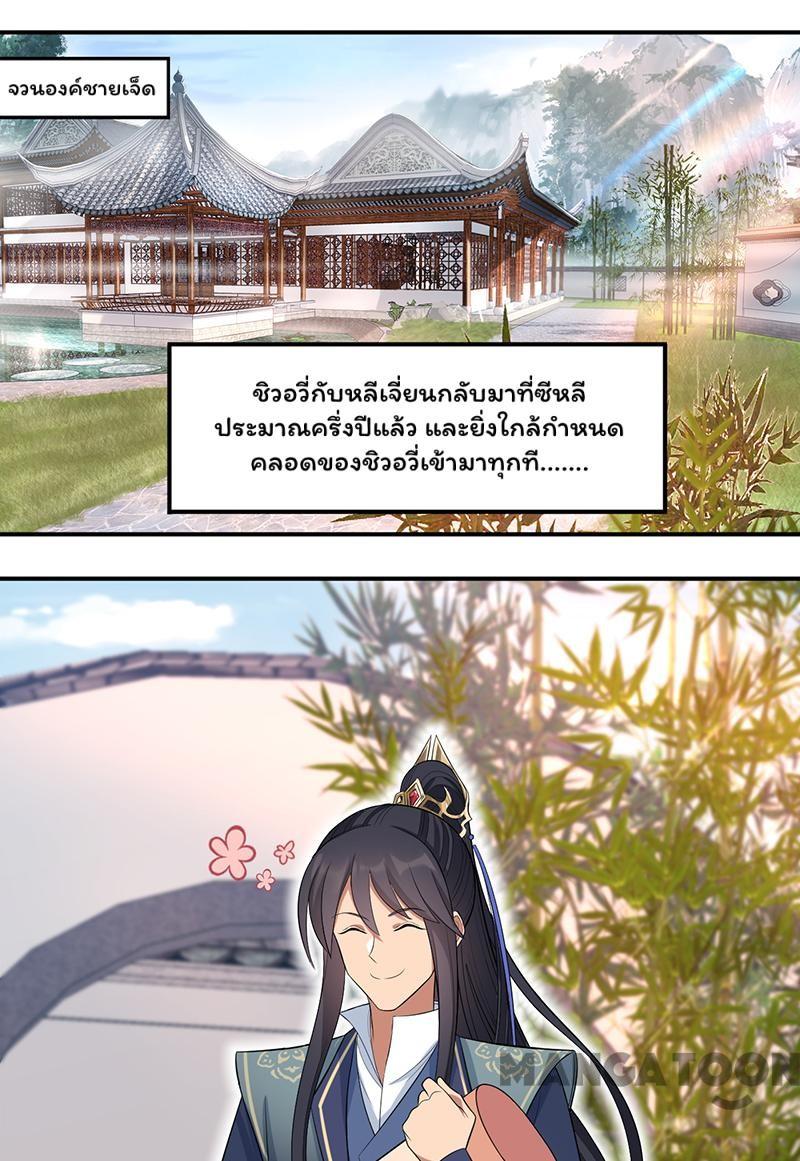 จวนองค์ชายเจ็ด
ชิวอวี่กับหลีเจี่ยนกลับมาที่ซีหลี
ประมาณครึ่งปีแล้ว และยิ่งใกล้กำหนด
คลอดของชิวอวี่เข้ามาทุกที.......
MANGATOON